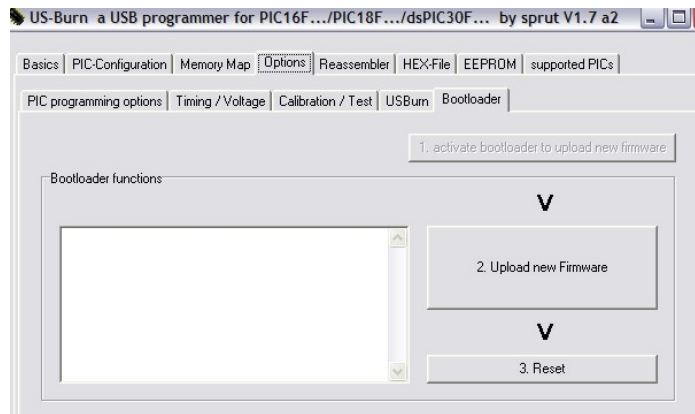 US-Burn a USB programmer for PIC16F.../PIC18F.../dsPIC30F... by sprut V1.7 a2
Basics PIC-Configuration Memory Map Options Reassembler HEX-File EEPROM supported PICs
PIC programming options Timing / Voltage Calibration / Test USBurn Bootloader
1. activate bootloader to upload new firmware
Bootloader functions
V
2. Upload new Firmware
V
3. Reset